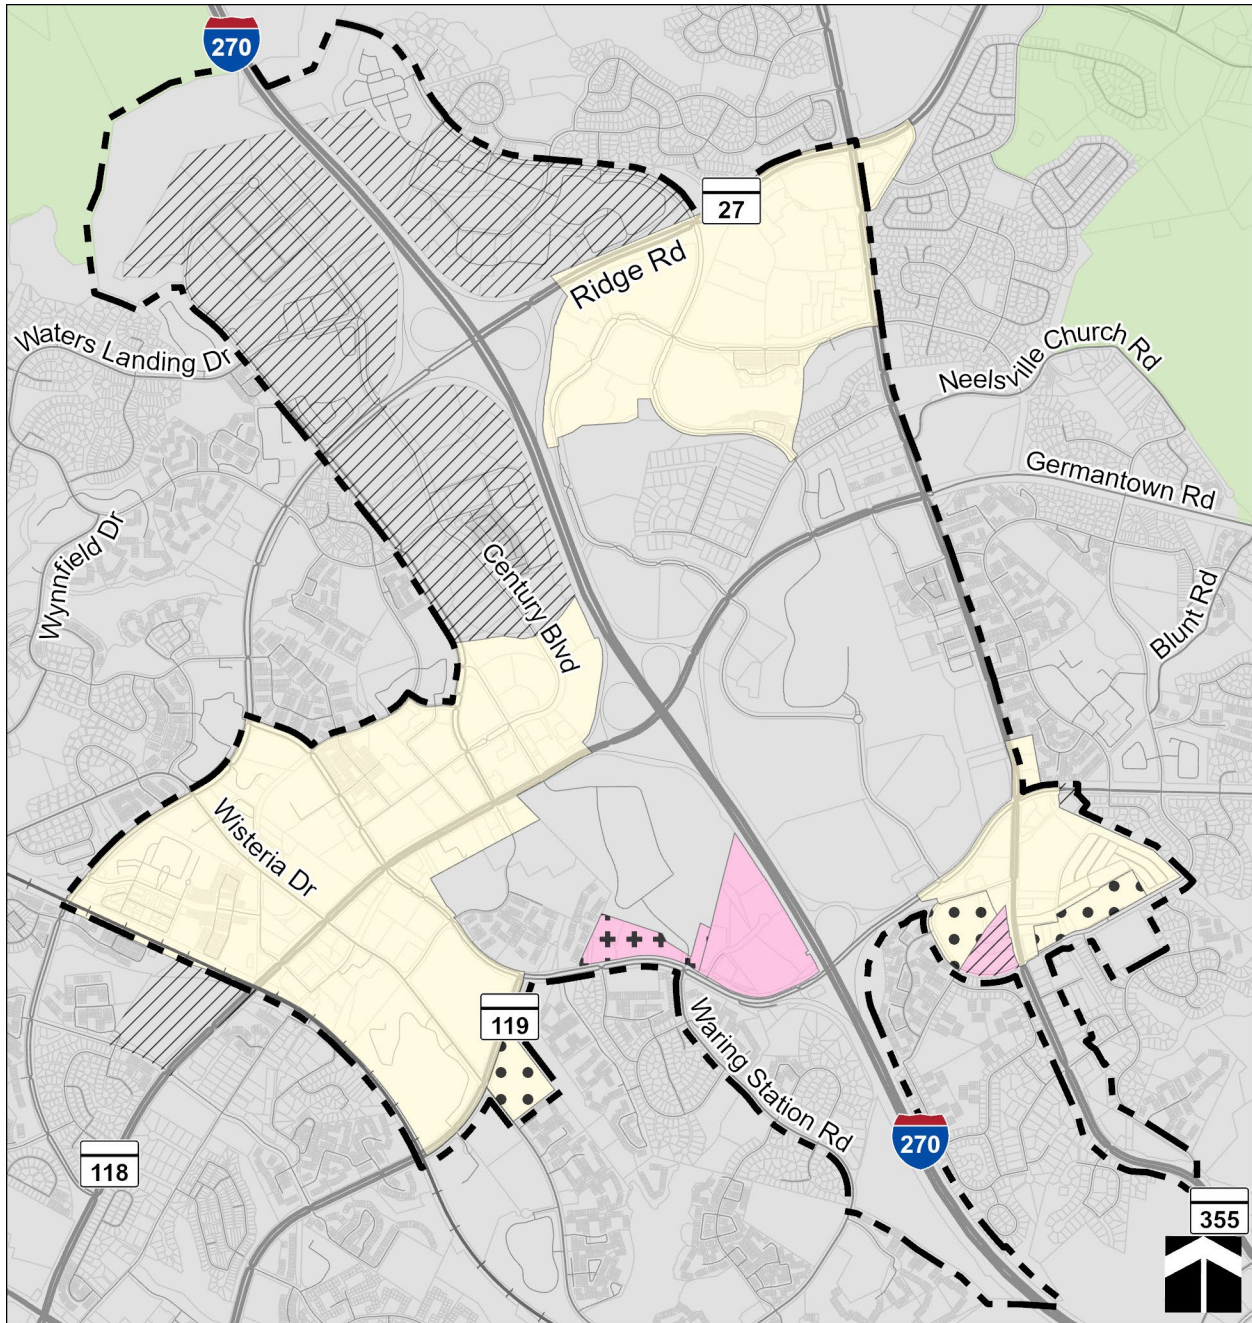 270
27
Ridge Rd
Waters Landing Dr
Neelsville Church Rd
Germantown Rd
Wynnfield Dr
Century Blvd
Blunt Rd
Wisteria Dr
119
Waring Station Rd
270
118
355